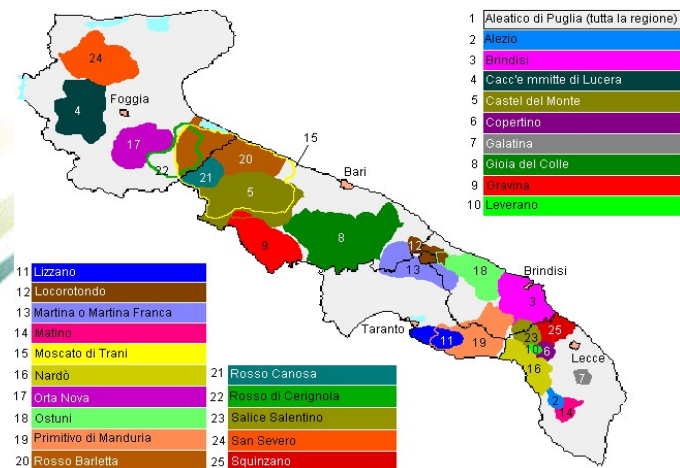 1 Aleatico di Puglia (tutta la regione)
2 Alezio
3 Brindisi
4 Cacc'e mmitte di Lucera
5 Castel del Monte
6 Copertino
7 Galatina
8 Gioia del Colle
9 Gravina
10 Leverano
24
4
Foggia
17
22
20
15
21
5
Bari
9
8
12
13
18
Brindisi
3
Taranto
11
19
23
25
10
6
Lecce
16
7
2
14
11 Lizzano
12 Locorotondo
13 Martina o Martina Franca
14 Matino
15 Moscato di Trani
16 Nardò
17 Orta Nova
18 Ostuni
19 Primitivo di Manduria
20 Rosso Barletta
21 Rosso Canosa
22 Rosso di Cerignola
23 Salice Salentino
24 San Severo
25 Squinzano